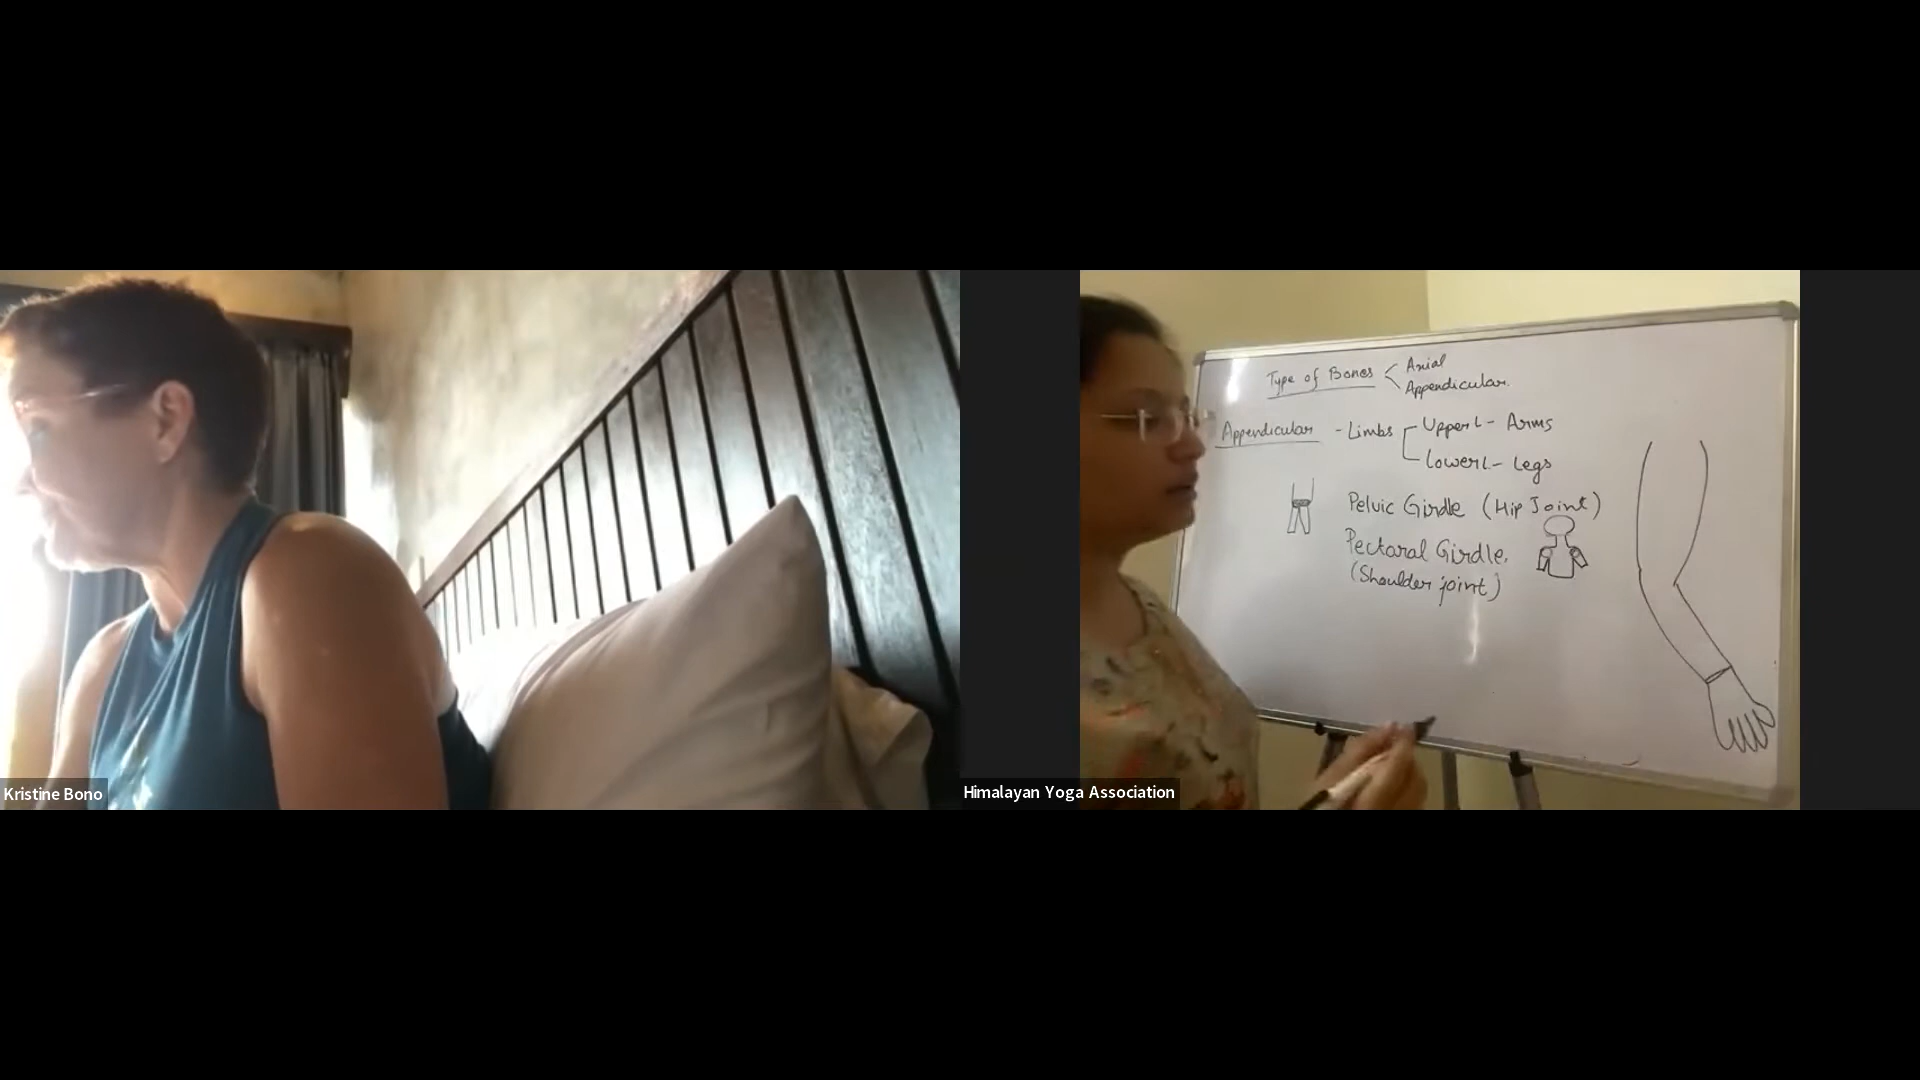 Type of Bones < Axial
Appendicular.
Appendicular - Limbs Upper L - Arms
Lower L - Legs
Pelvic Girdle (Hip Joint)
Pectoral Girdle.
(Shoulder joint)
Kristine Bono
Himalayan Yoga Association